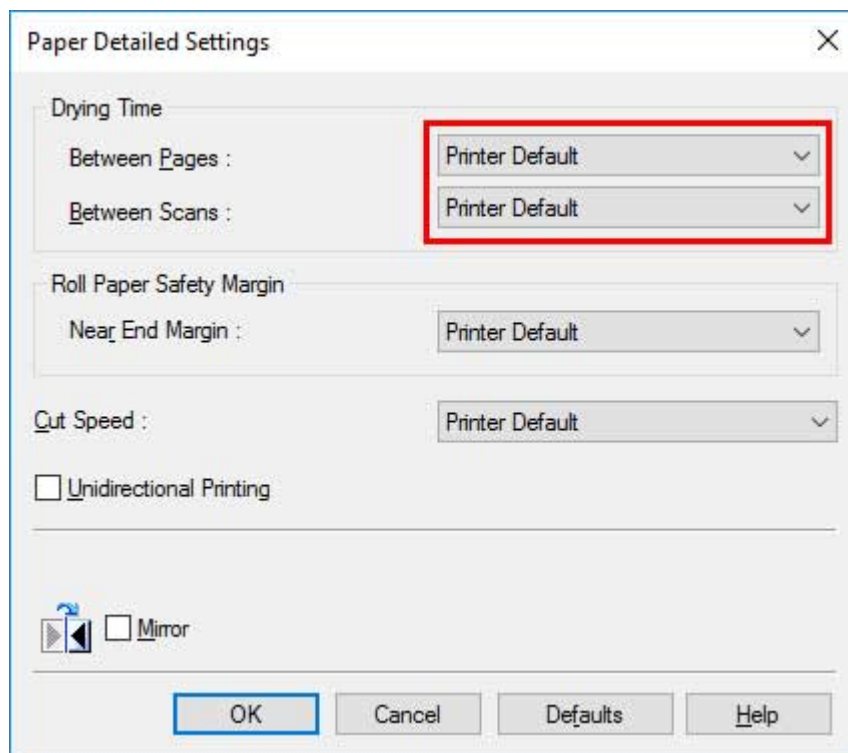 Paper Detailed Settings
Drying Time
Between Pages : Printer Default
Between Scans : Printer Default
Roll Paper Safety Margin
Near End Margin : Printer Default
Cut Speed : Printer Default
Unidirectional Printing
Mirror
OK Cancel Defaults Help